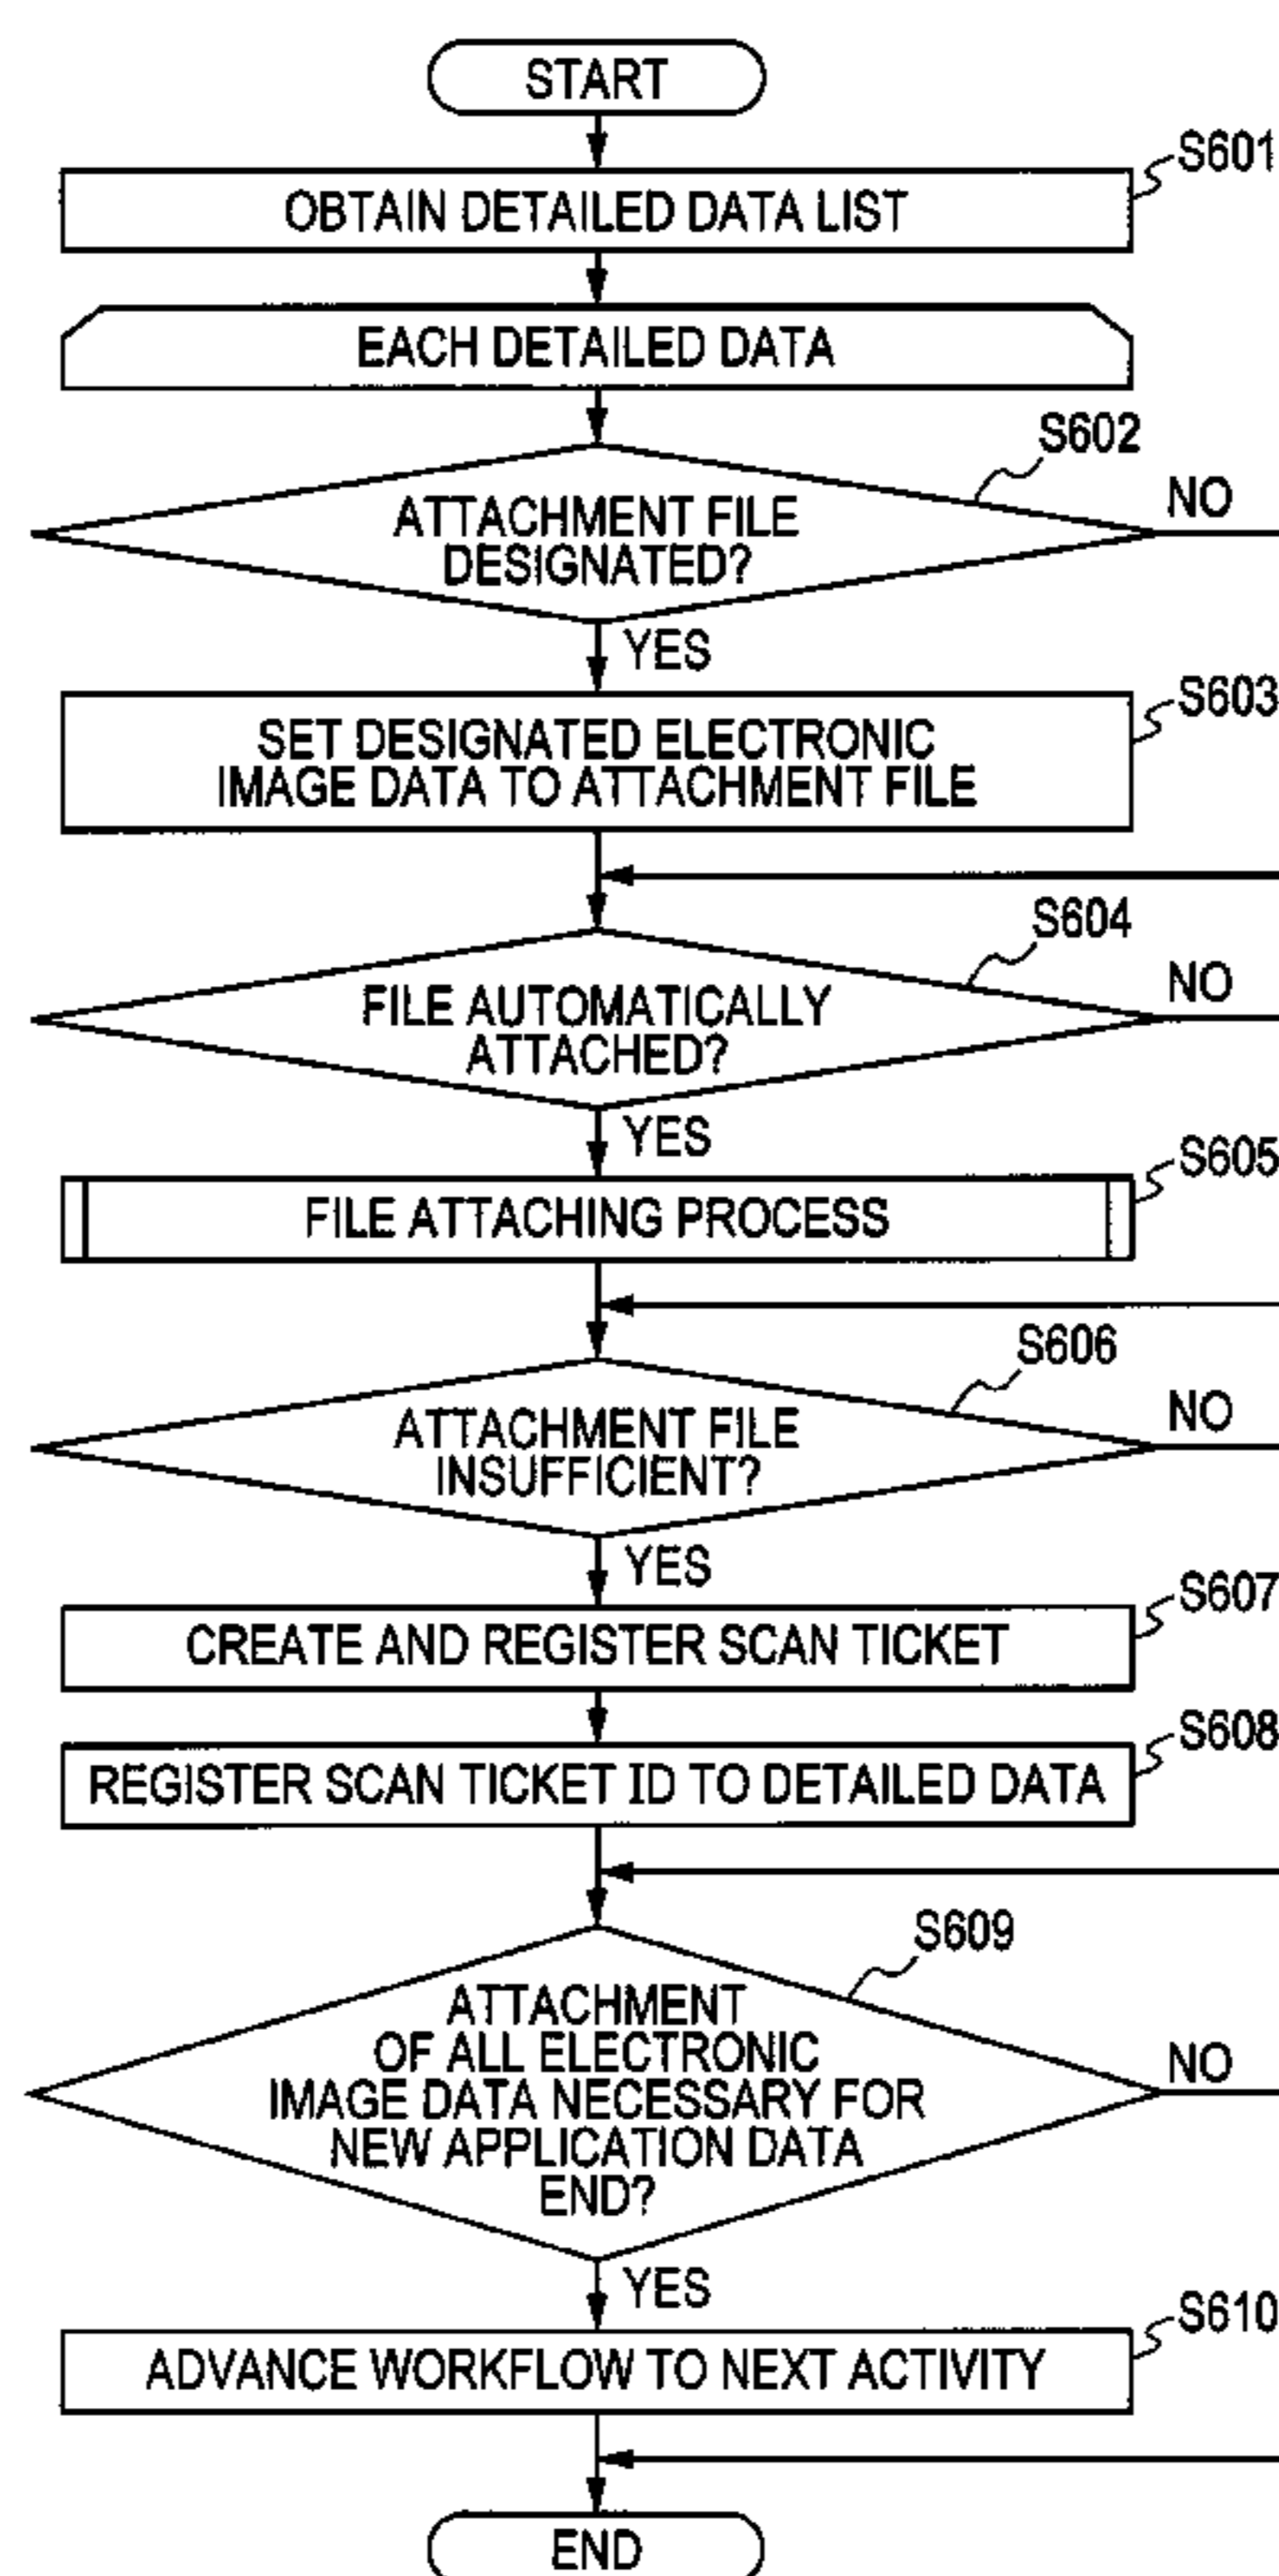 START
S601
OBTAIN DETAILED DATA LIST
EACH DETAILED DATA
S602
ATTACHMENT FILE
DESIGNATED?
NO
YES
S603
SET DESIGNATED ELECTRONIC
IMAGE DATA TO ATTACHMENT FILE
S604
FILE AUTOMATICALLY
ATTACHED?
NO
YES
S605
FILE ATTACHING PROCESS
S606
ATTACHMENT FILE
INSUFFICIENT?
NO
YES
S607
CREATE AND REGISTER SCAN TICKET
S608
REGISTER SCAN TICKET ID TO DETAILED DATA
S609
ATTACHMENT
OF ALL ELECTRONIC
IMAGE DATA NECESSARY FOR
NEW APPLICATION DATA
END?
NO
YES
S610
ADVANCE WORKFLOW TO NEXT ACTIVITY
END